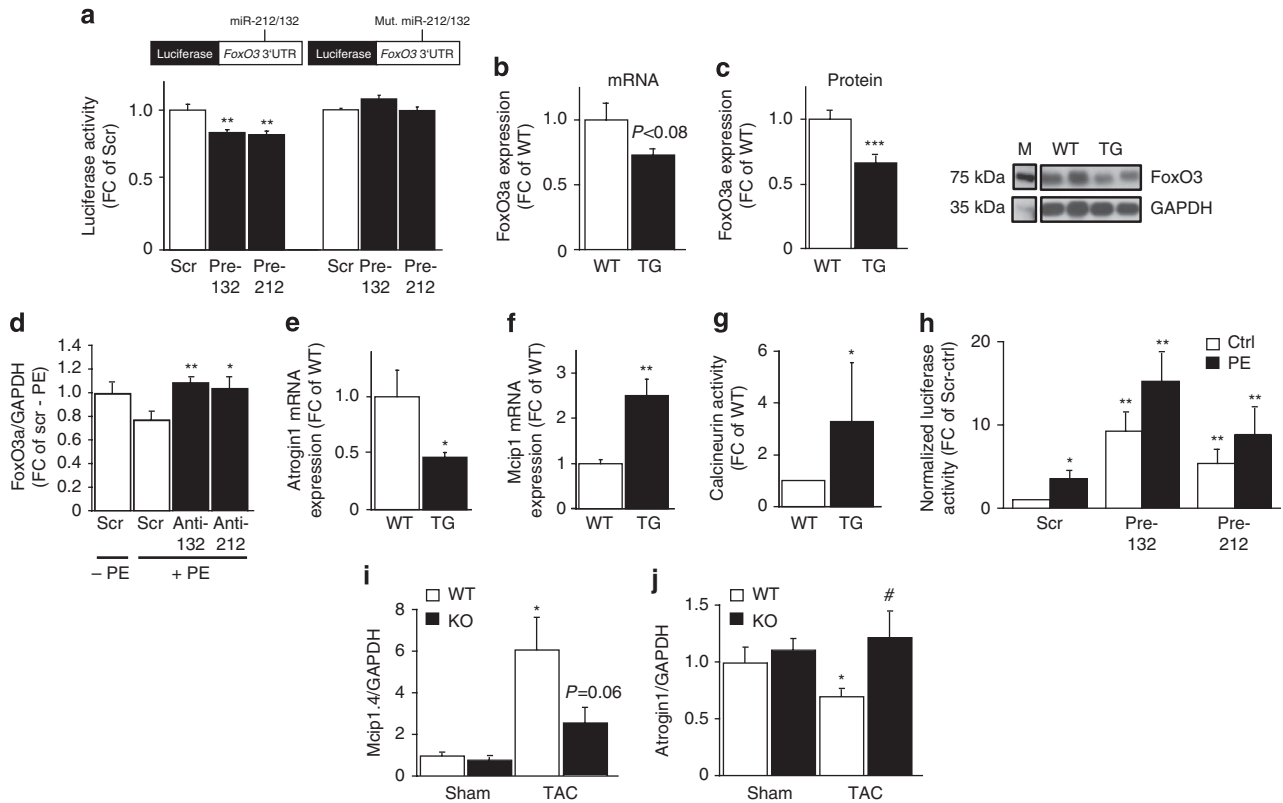 a
miR-212/132
Mut. miR-212/132
Luciferase FoxO3 3'UTR
Luciferase FoxO3 3'UTR
Luciferase activity
(FC of Scr)
1.0
0.5
0
** **
Scr Pre-132 Pre-212
Scr Pre-132 Pre-212
b
mRNA
FoxO3a expression
(FC of WT)
1.0
0.5
0
P<0.08
WT TG
c
Protein
FoxO3a expression
(FC of WT)
1.0
0.5
0
***
WT TG
M WT TG
75 kDa FoxO3
35 kDa GAPDH
d
FoxO3a/GAPDH
(FC of scr - PE)
1.4
1.2
1.0
0.8
0.6
0.4
0.2
0
** *
Scr Scr Anti-132 Anti-212
– PE + PE
e
Atrogin1 mRNA
expression (FC of WT)
1.0
0.5
0
*
WT TG
f
Mcip1 mRNA
expression (FC of WT)
3
2
1
0
**
WT TG
g
Calcineurin activity
(FC of WT)
6
4
2
0
*
WT TG
h
Normalized luciferase
activity (FC of Scr-ctrl)
20
10
0
Ctrl
PE
* ** ** ** **
Scr Pre-132 Pre-212
i
WT
KO
Mcip1.4/GAPDH
8
6
4
2
0
*
P=0.06
Sham TAC
j
WT
KO
Atrogin1/GAPDH
1.5
1.0
0.5
0
* #
Sham TAC